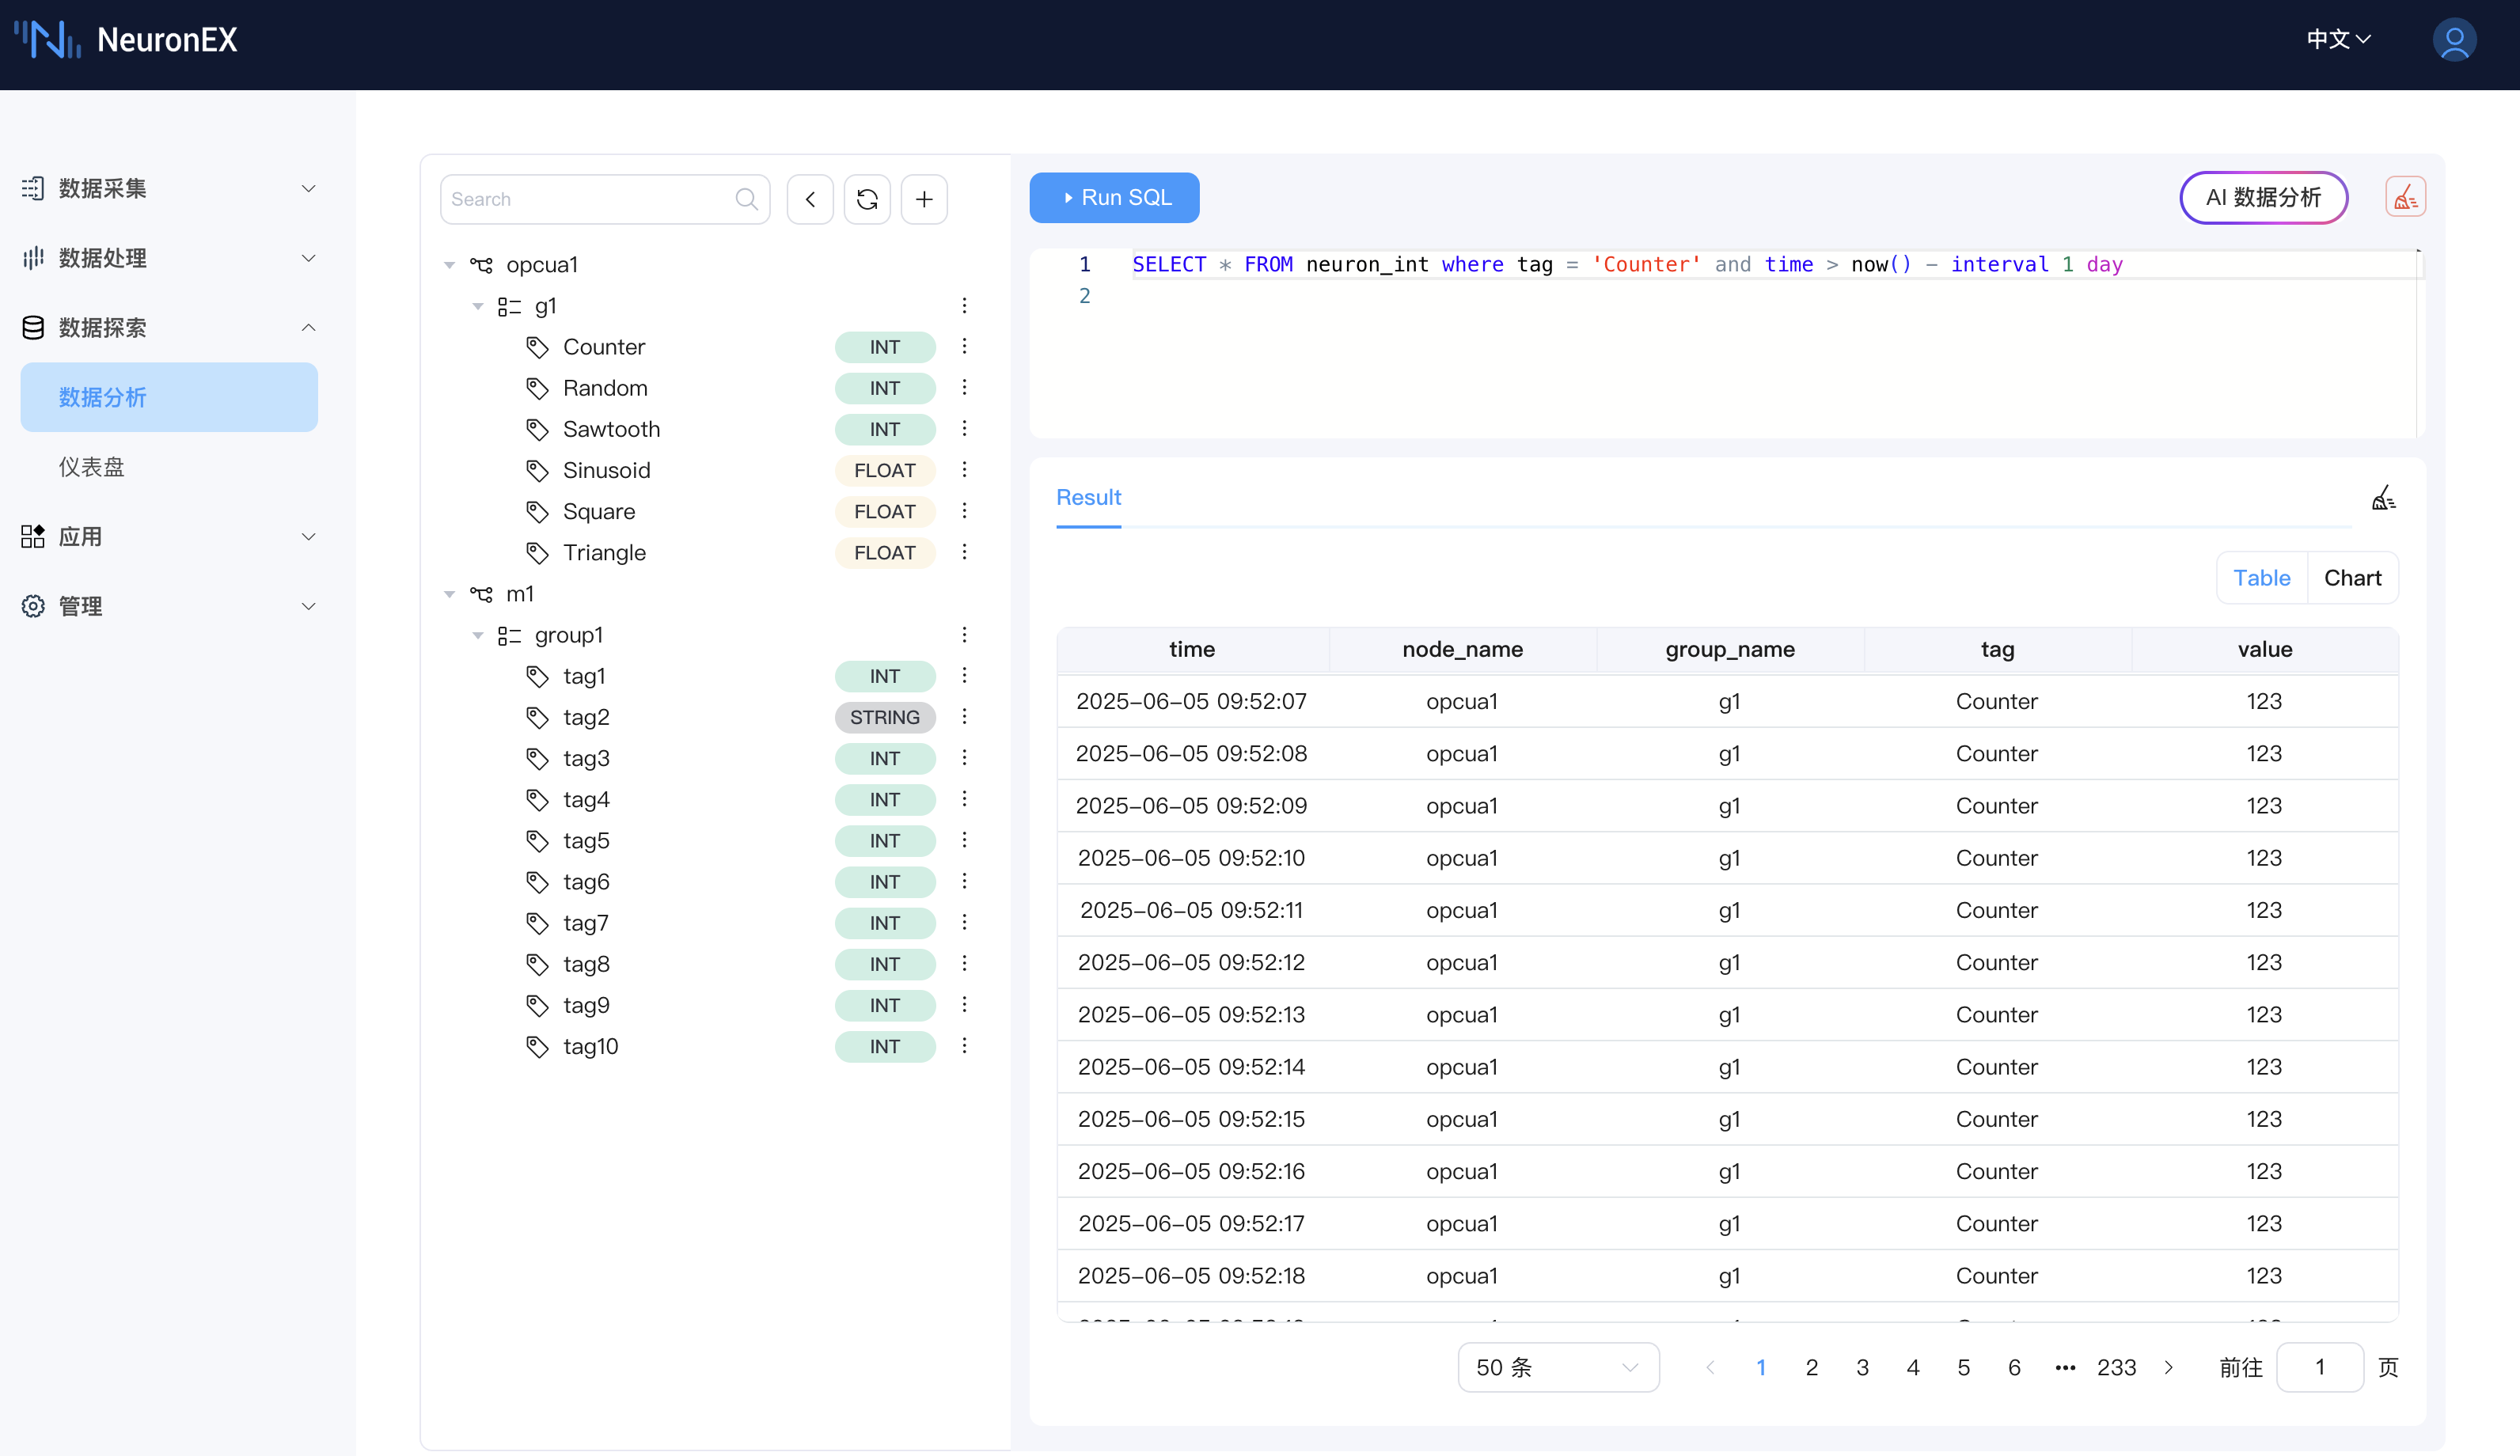 NeuronEX
中文
数据采集
数据处理
数据探索
数据分析
仪表盘
应用
管理
Search
opcua1
g1
Counter INT
Random INT
Sawtooth INT
Sinusoid FLOAT
Square FLOAT
Triangle FLOAT
m1
group1
tag1 INT
tag2 STRING
tag3 INT
tag4 INT
tag5 INT
tag6 INT
tag7 INT
tag8 INT
tag9 INT
tag10 INT
Run SQL
AI 数据分析
1 SELECT * FROM neuron_int where tag = 'Counter' and time > now() - interval 1 day
2
Result
Table Chart
time node_name group_name tag value
2025-06-05 09:52:07 opcua1 g1 Counter 123
2025-06-05 09:52:08 opcua1 g1 Counter 123
2025-06-05 09:52:09 opcua1 g1 Counter 123
2025-06-05 09:52:10 opcua1 g1 Counter 123
2025-06-05 09:52:11 opcua1 g1 Counter 123
2025-06-05 09:52:12 opcua1 g1 Counter 123
2025-06-05 09:52:13 opcua1 g1 Counter 123
2025-06-05 09:52:14 opcua1 g1 Counter 123
2025-06-05 09:52:15 opcua1 g1 Counter 123
2025-06-05 09:52:16 opcua1 g1 Counter 123
2025-06-05 09:52:17 opcua1 g1 Counter 123
2025-06-05 09:52:18 opcua1 g1 Counter 123
50 条 1 2 3 4 5 6 ••• 233 前往 1 页